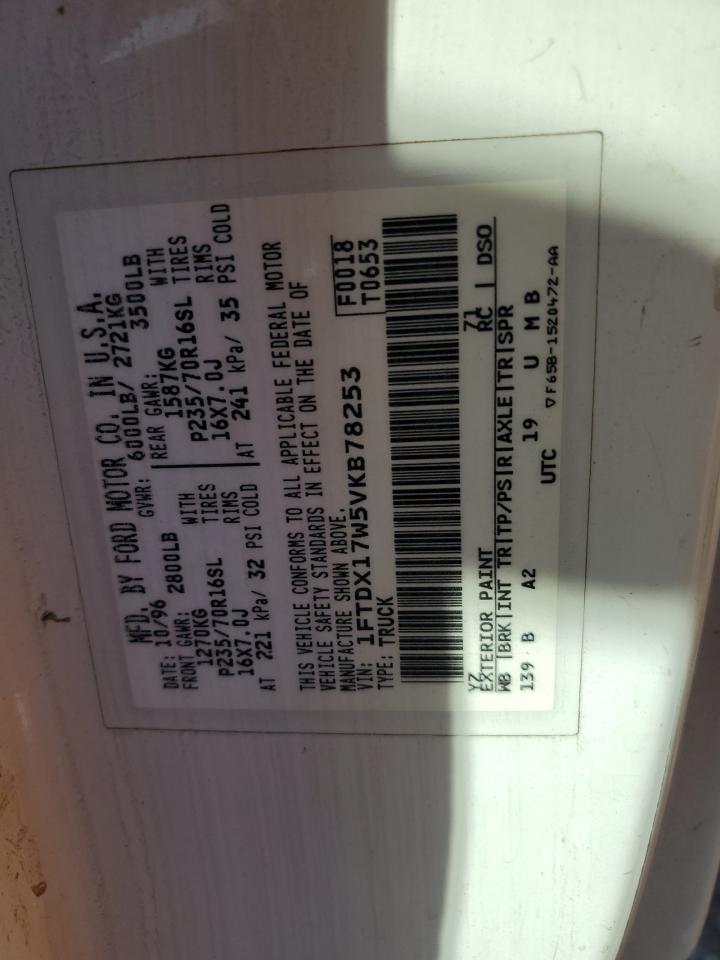 MFD. BY FORD MOTOR CO. IN U.S.A.
DATE: 10/96 GVWR: 6000LB/ 2721KG
FRONT GAWR: 2800LB REAR GAWR: 3500LB
1270KG WITH 1587KG WITH
P235/70R16SL TIRES P235/70R16SL TIRES
16X7.0J RIMS 16X7.0J RIMS
AT 221 kPa/ 32 PSI COLD AT 241 kPa/ 35 PSI COLD
THIS VEHICLE CONFORMS TO ALL APPLICABLE FEDERAL MOTOR
VEHICLE SAFETY STANDARDS IN EFFECT ON THE DATE OF
MANUFACTURE SHOWN ABOVE.
VIN: 1FTDX17W5VKB78253 F0018
TYPE: TRUCK T0653
YZ 71
EXTERIOR PAINT RC | DSO
WB |BRK|INT TR|TP/PS|R|AXLE|TR|SPR
139 B A2 19 U M B
UTC ▽F65B-1520472-AA